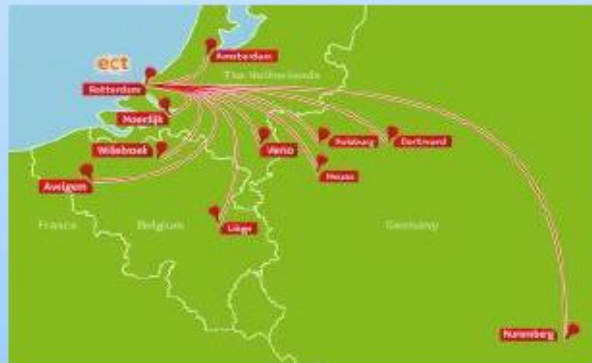 Amsterdam
ect
The Netherlands
Rotterdam
Moerdijk
Willebroek
Venlo
Duisburg
Dortmund
Neuss
Avelgem
France
Belgium
Liège
Germany
Nuremberg